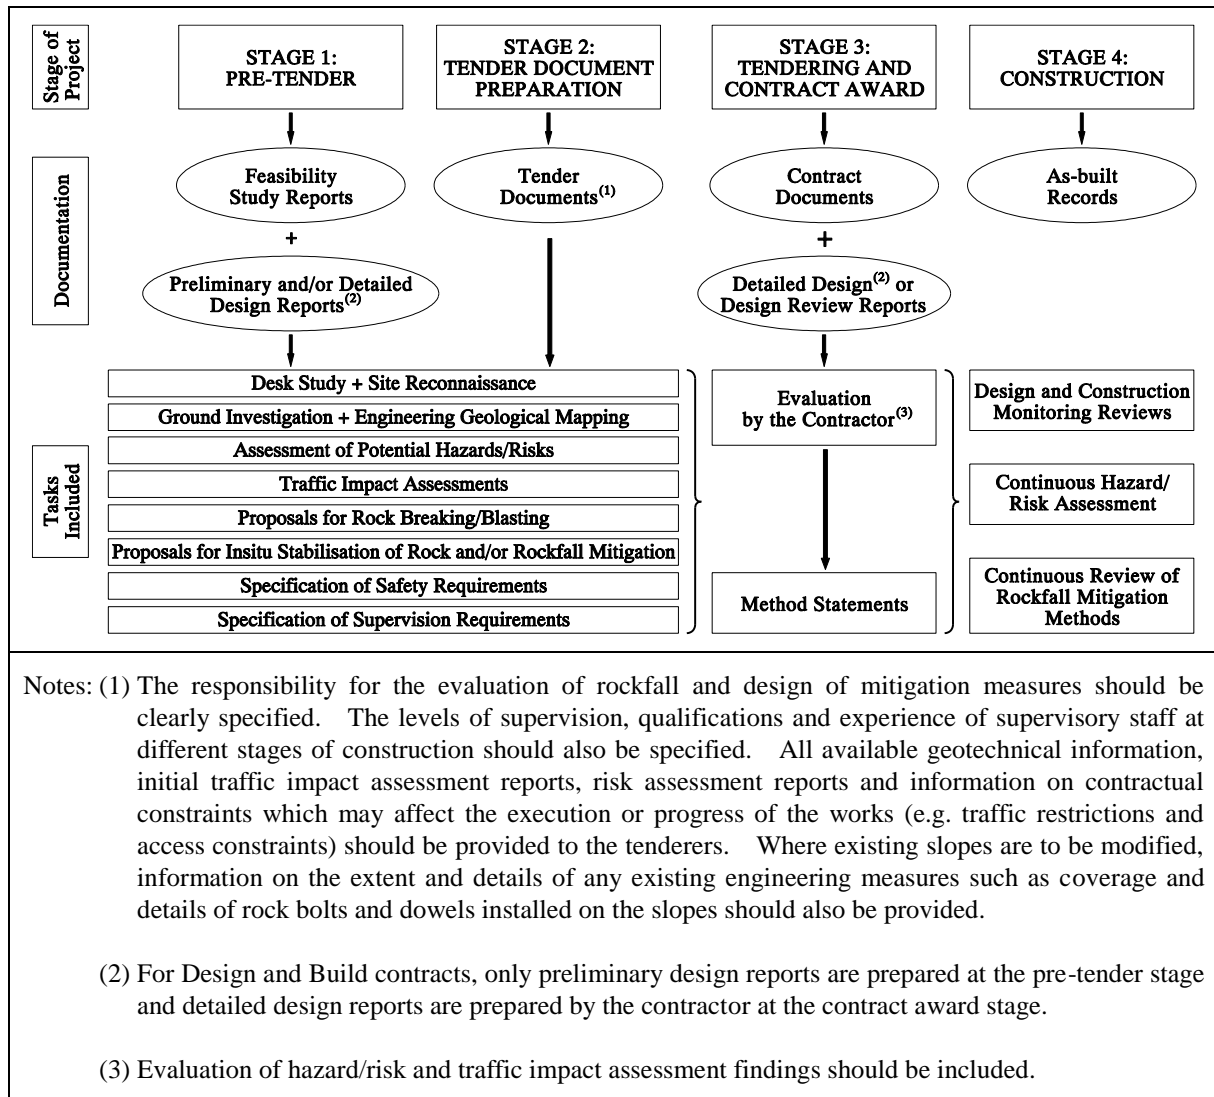 Stage of
Project
STAGE 1:
PRE-TENDER
STAGE 2:
TENDER DOCUMENT
PREPARATION
STAGE 3:
TENDERING AND
CONTRACT AWARD
STAGE 4:
CONSTRUCTION
Documentation
Feasibility
Study Reports
+
Preliminary and/or Detailed
Design Reports(2)
Tender
Documents(1)
Contract
Documents
+
Detailed Design(2) or
Design Review Reports
As-built
Records
Tasks
Included
Desk Study + Site Reconnaissance
Ground Investigation + Engineering Geological Mapping
Assessment of Potential Hazards/Risks
Traffic Impact Assessments
Proposals for Rock Breaking/Blasting
Proposals for Insitu Stabilisation of Rock and/or Rockfall Mitigation
Specification of Safety Requirements
Specification of Supervision Requirements
Evaluation
by the Contractor(3)
Method Statements
Design and Construction
Monitoring Reviews
Continuous Hazard/
Risk Assessment
Continuous Review of
Rockfall Mitigation
Methods
Notes: (1) The responsibility for the evaluation of rockfall and design of mitigation measures should be
clearly specified. The levels of supervision, qualifications and experience of supervisory staff at
different stages of construction should also be specified. All available geotechnical information,
initial traffic impact assessment reports, risk assessment reports and information on contractual
constraints which may affect the execution or progress of the works (e.g. traffic restrictions and
access constraints) should be provided to the tenderers. Where existing slopes are to be modified,
information on the extent and details of any existing engineering measures such as coverage and
details of rock bolts and dowels installed on the slopes should also be provided.
(2) For Design and Build contracts, only preliminary design reports are prepared at the pre-tender stage
and detailed design reports are prepared by the contractor at the contract award stage.
(3) Evaluation of hazard/risk and traffic impact assessment findings should be included.